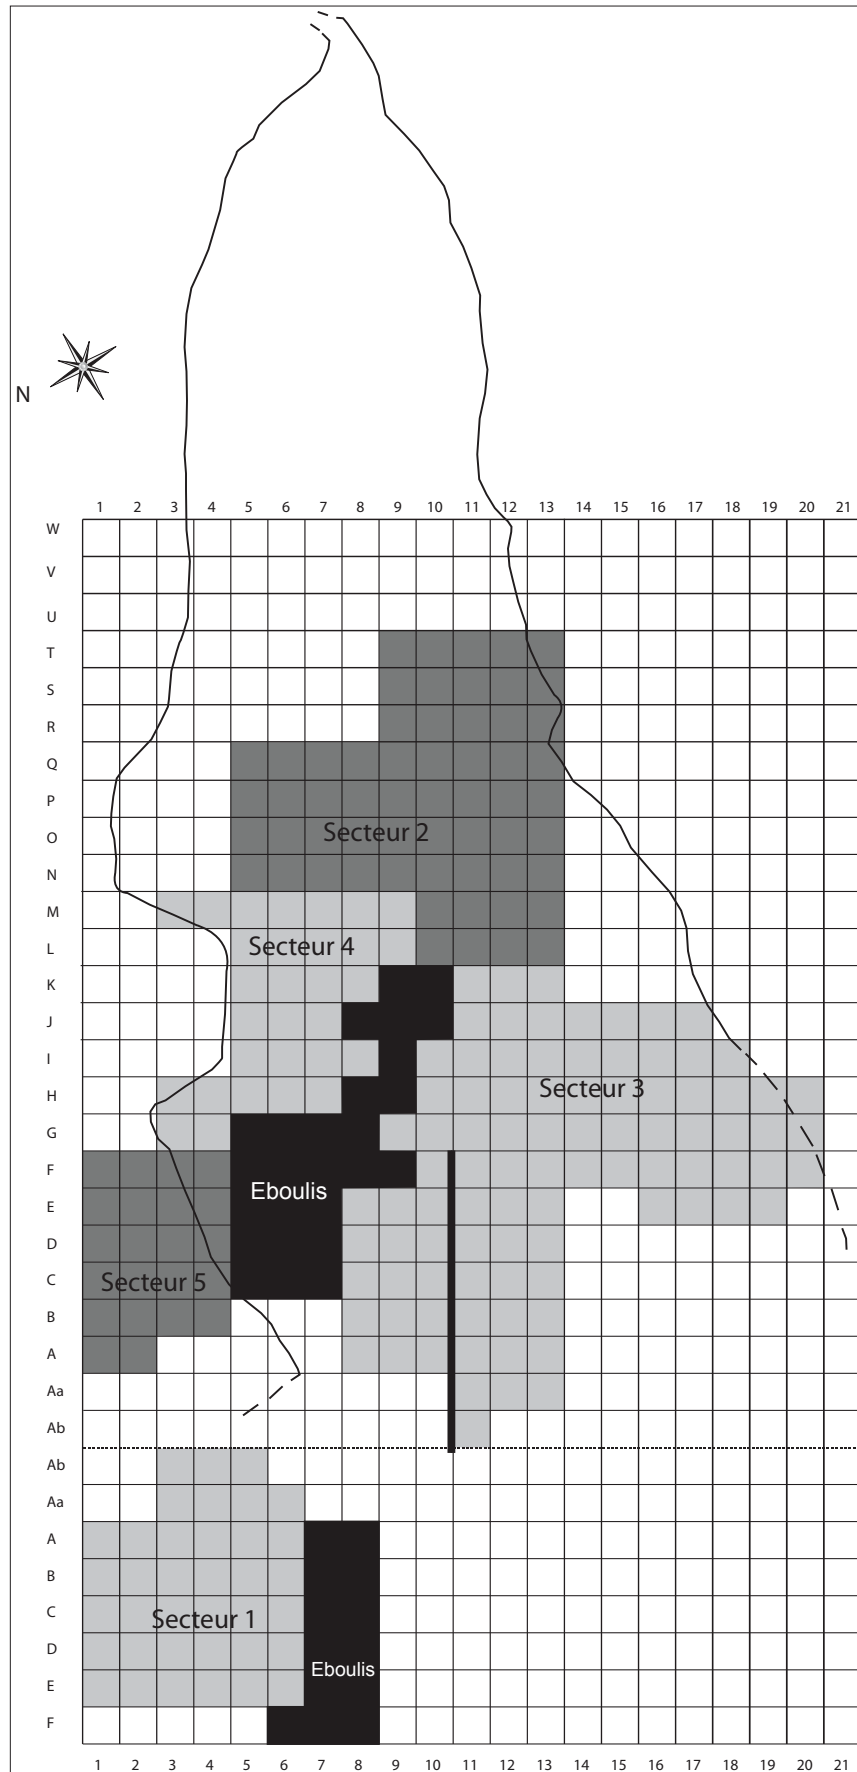 N
1 2 3 4 5 6 7 8 9 10 11 12 13 14 15 16 17 18 19 20 21
W
V
U
T
S
R
Q
P
O
Secteur 2
N
M
L
Secteur 4
K
J
I
H
Secteur 3
G
F
Eboulis
E
D
C
Secteur 5
B
A
Aa
Ab
Ab
Aa
A
B
C
Secteur 1
D
Eboulis
E
F
1 2 3 4 5 6 7 8 9 10 11 12 13 14 15 16 17 18 19 20 21